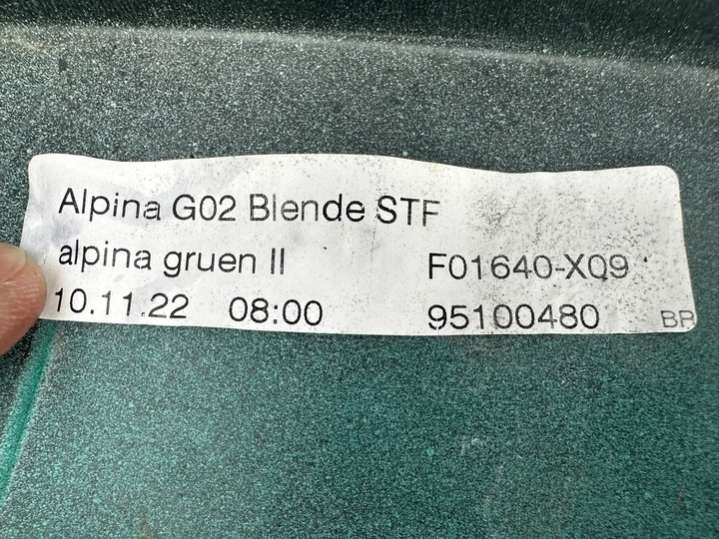 Alpina G02 Blende STF
alpina gruen II F01640-X09
10.11.22 08:00 95100480 BR